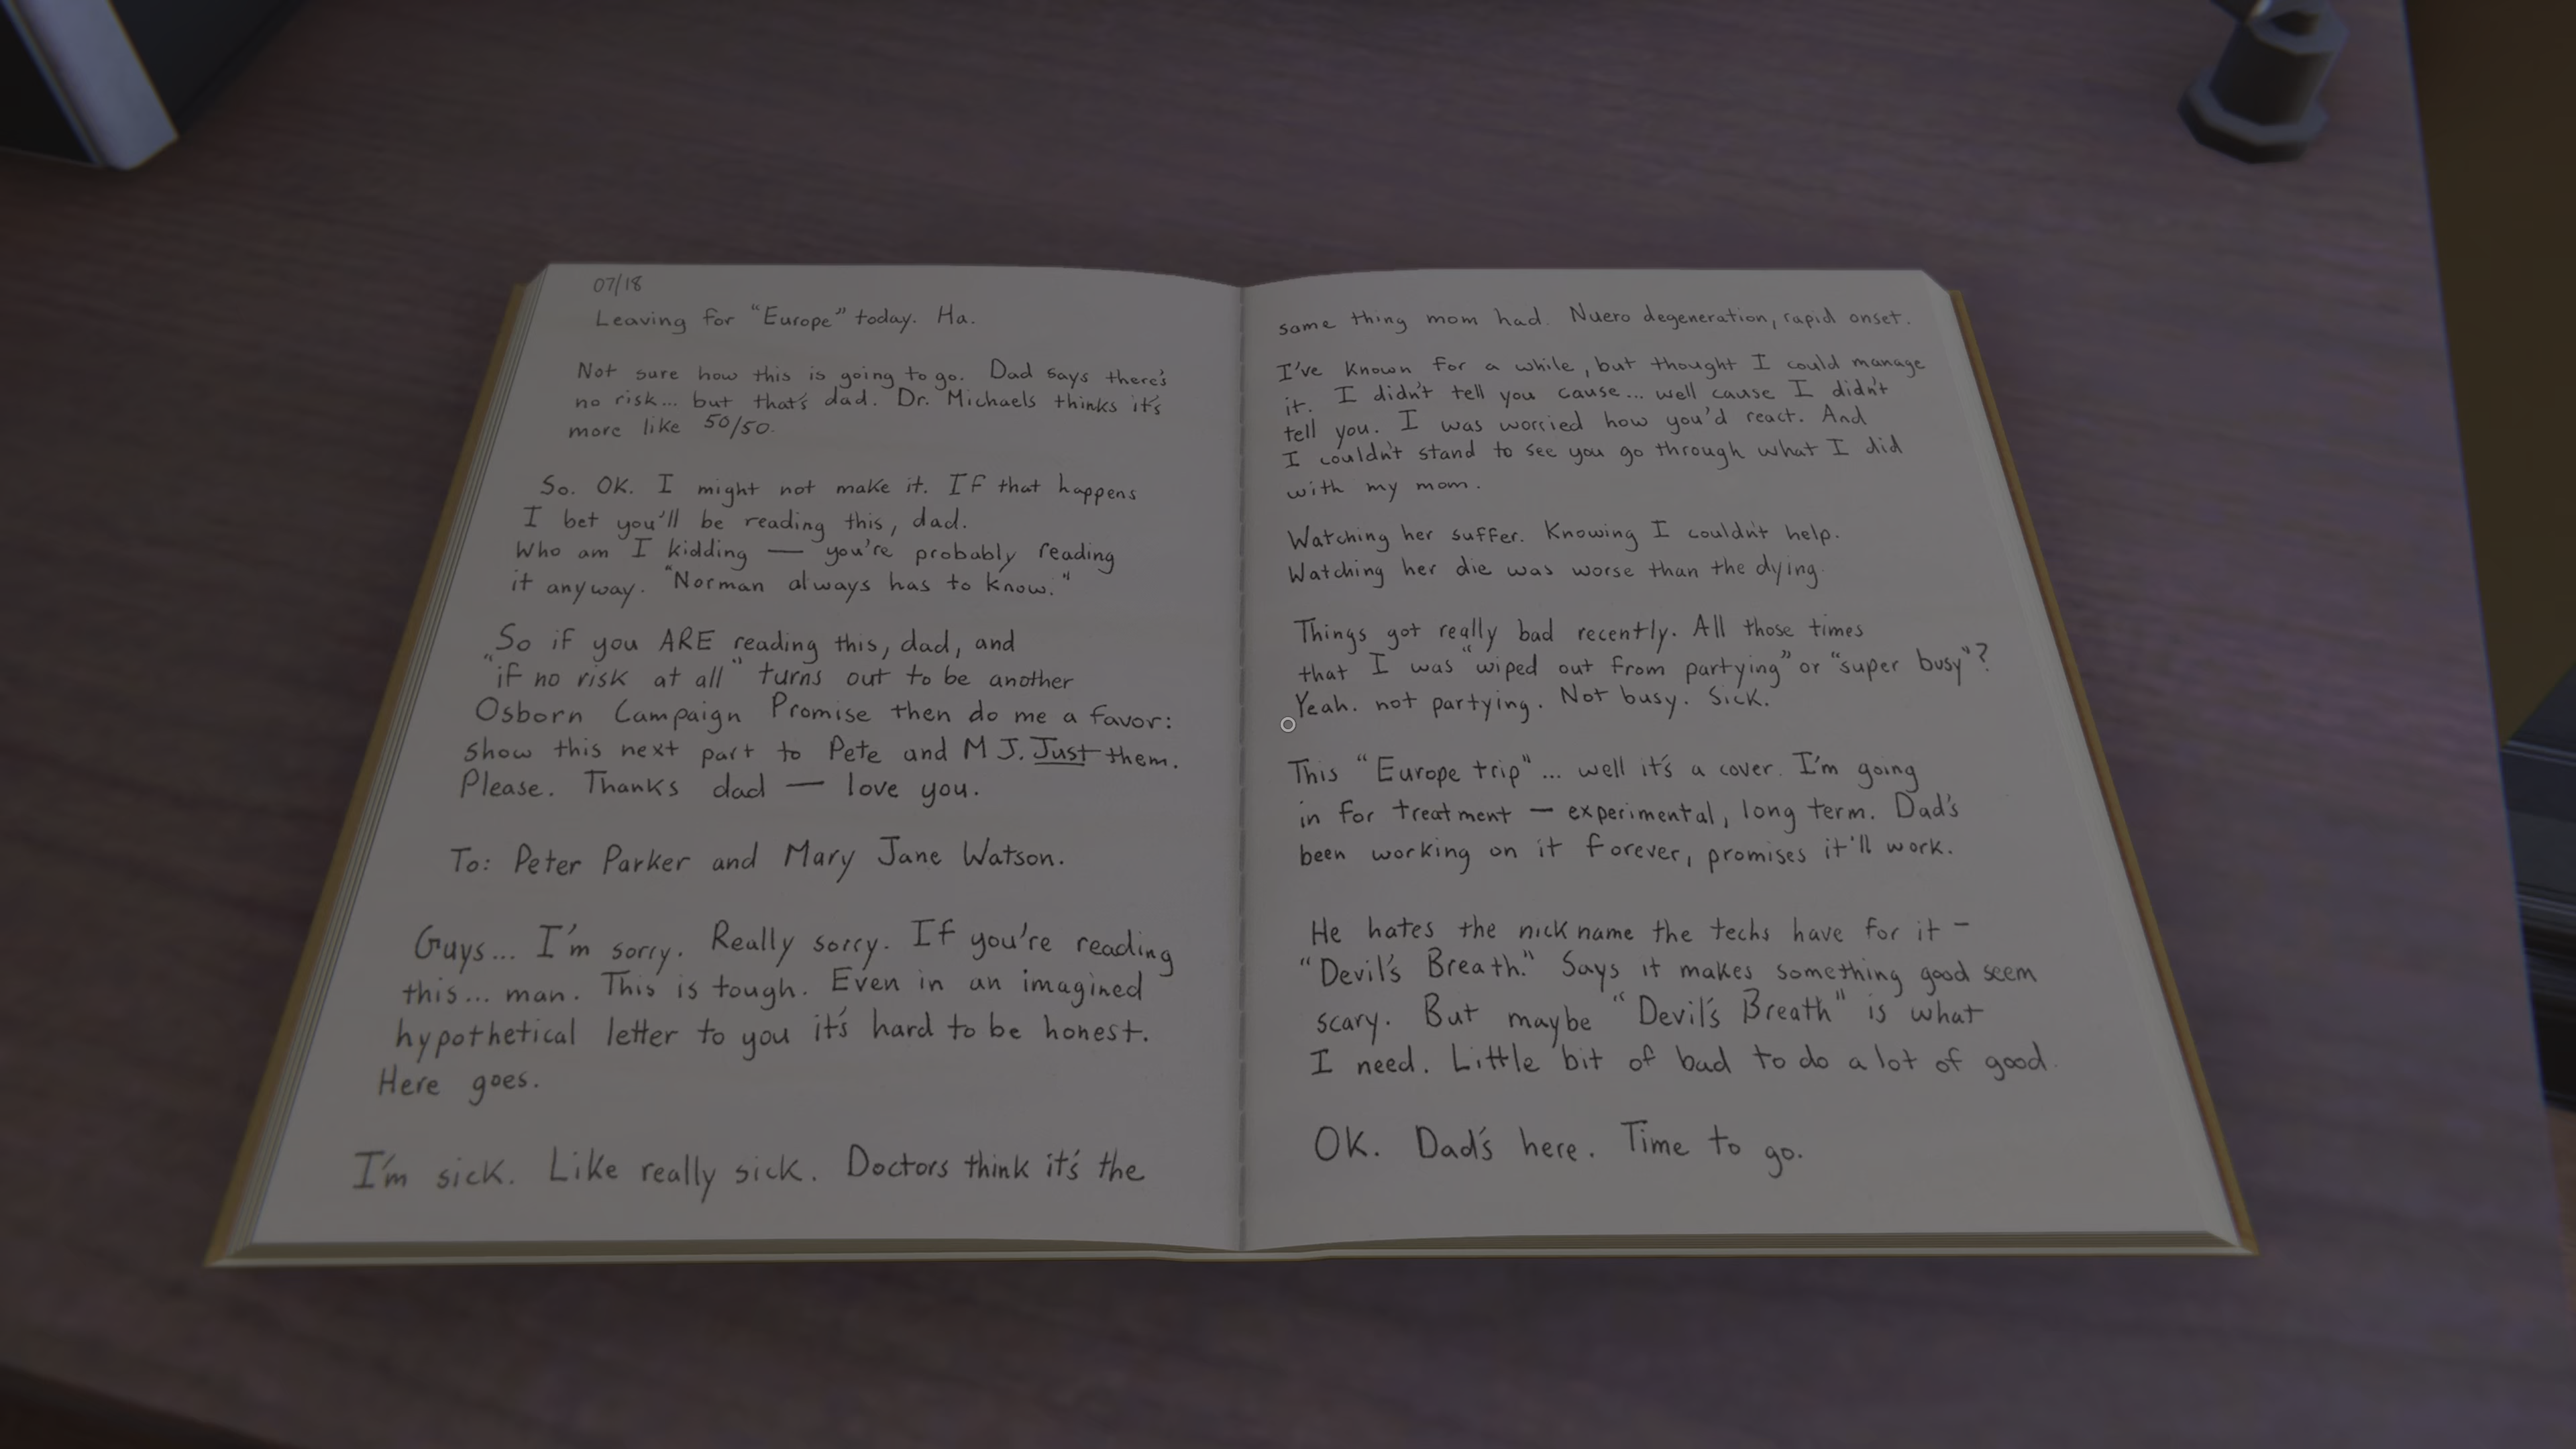 07/18
Leaving for "Europe" today. Ha.
Not sure how this is going to go. Dad says there's
no risk... but that's dad. Dr. Michaels thinks it's
more like 50/50.
So. OK. I might not make it. If that happens
I bet you'll be reading this, dad.
Who am I kidding — you're probably reading
it anyway. "Norman always has to know."
So if you ARE reading this, dad, and
"if no risk at all" turns out to be another
Osborn Campaign Promise then do me a favor:
show this next part to Pete and MJ. Just them.
Please. Thanks dad — love you.
To: Peter Parker and Mary Jane Watson.
Guys... I'm sorry. Really sorry. If you're reading
this... man. This is tough. Even in an imagined
hypothetical letter to you it's hard to be honest.
Here goes.
I'm sick. Like really sick. Doctors think it's the
same thing mom had. Nuero degeneration, rapid onset.
I've known for a while, but thought I could manage
it. I didn't tell you cause... well cause I didn't
tell you. I was worried how you'd react. And
I couldn't stand to see you go through what I did
with my mom.
Watching her suffer. Knowing I couldn't help.
Watching her die was worse than the dying.
Things got really bad recently. All those times
that I was "wiped out from partying" or "super busy"?
Yeah. not partying. Not busy. Sick.
This "Europe trip"... well it's a cover. I'm going
in for treatment — experimental, long term. Dad's
been working on it forever, promises it'll work.
He hates the nickname the techs have for it -
"Devil's Breath." Says it makes something good seem
scary. But maybe "Devil's Breath" is what
I need. Little bit of bad to do a lot of good.
OK. Dad's here. Time to go.